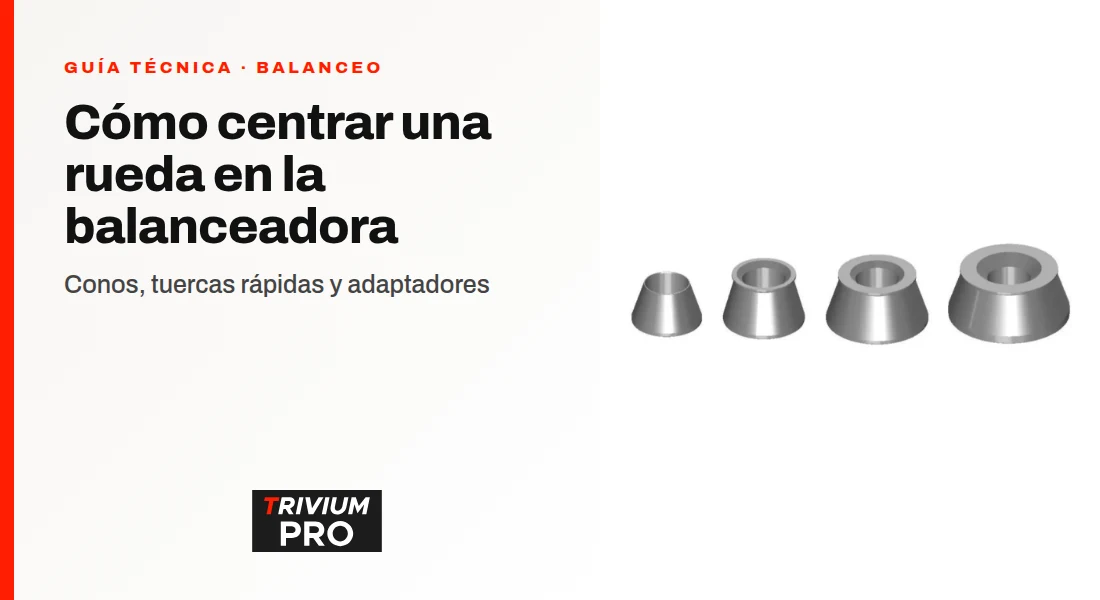 GUÍA TÉCNICA · BALANCEO
Cómo centrar una
rueda en la
balanceadora
Conos, tuercas rápidas y adaptadores
TRIVIUM
PRO